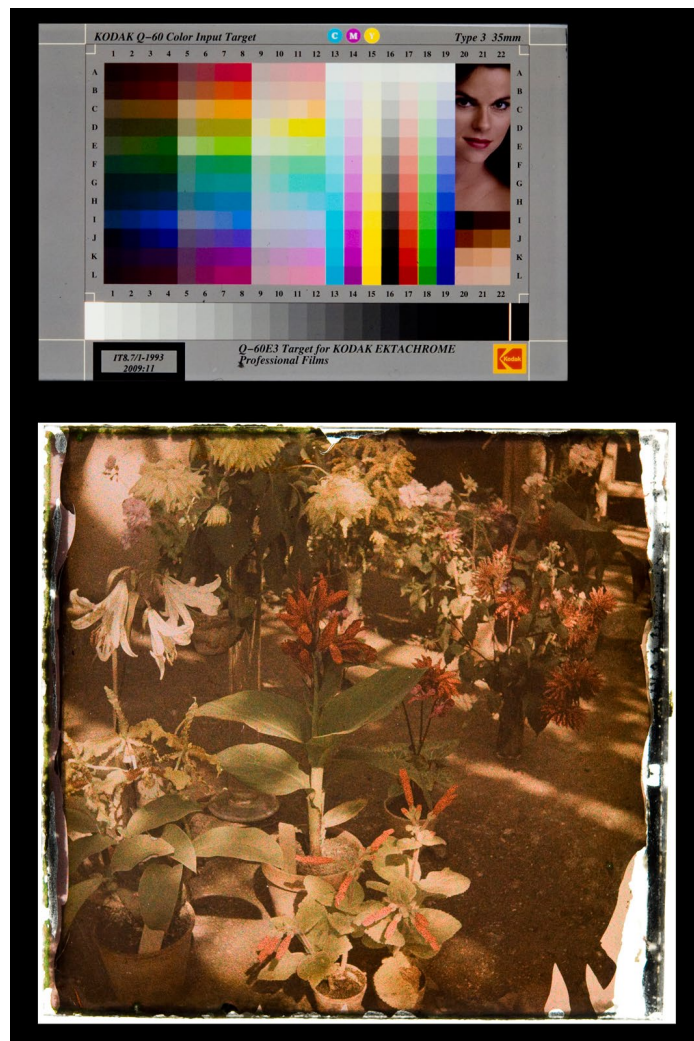 KODAK Q-60 Color Input Target C M Y Type 3 35mm
1 2 3 4 5 6 7 8 9 10 11 12 13 14 15 16 17 18 19 20 21 22
A A
B B
C C
D D
E E
F F
G G
H H
I I
J J
K K
L L
1 2 3 4 5 6 7 8 9 10 11 12 13 14 15 16 17 18 19 20 21 22
IT8.7/1-1993
2009:11
Q-60E3 Target for KODAK EKTACHROME
Professional Films
Kodak